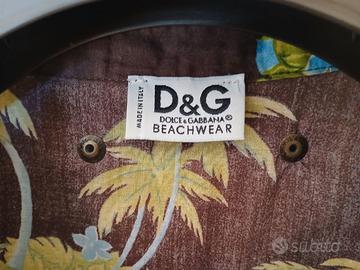 MADE IN ITALY
D&G
DOLCE & GABBANA®
BEACHWEAR
subito